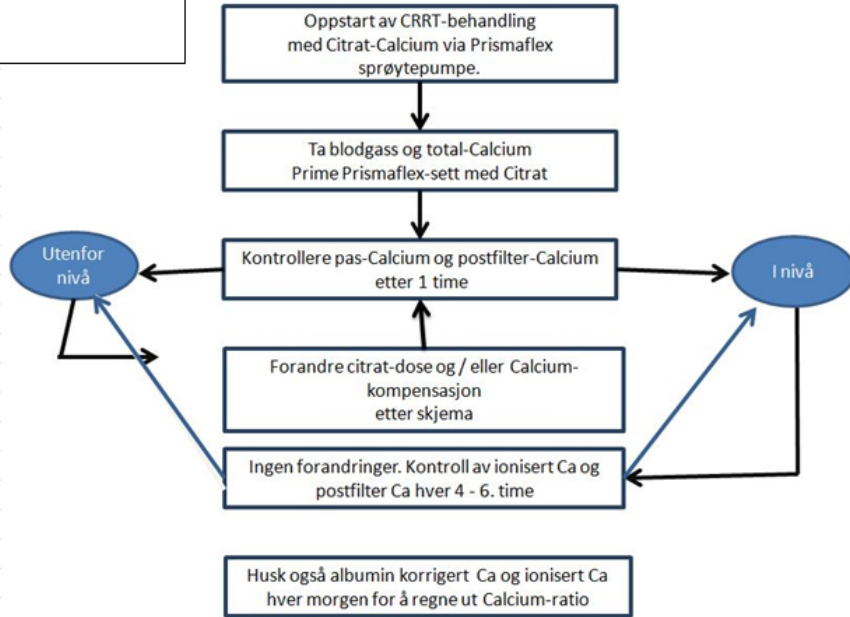 Oppstart av CRRT-behandling
med Citrat-Calcium via Prismaflex
sprøytepumpe.
Ta blodgass og total-Calcium
Prime Prismaflex-sett med Citrat
Utenfor
nivå
Kontrollere pas-Calcium og postfilter-Calcium
etter 1 time
I nivå
Forandre citrat-dose og / eller Calcium-
kompensasjon
etter skjema
Ingen forandringer. Kontroll av ionisert Ca og
postfilter Ca hver 4 - 6. time
Husk også albumin korrigert Ca og ionisert Ca
hver morgen for å regne ut Calcium-ratio